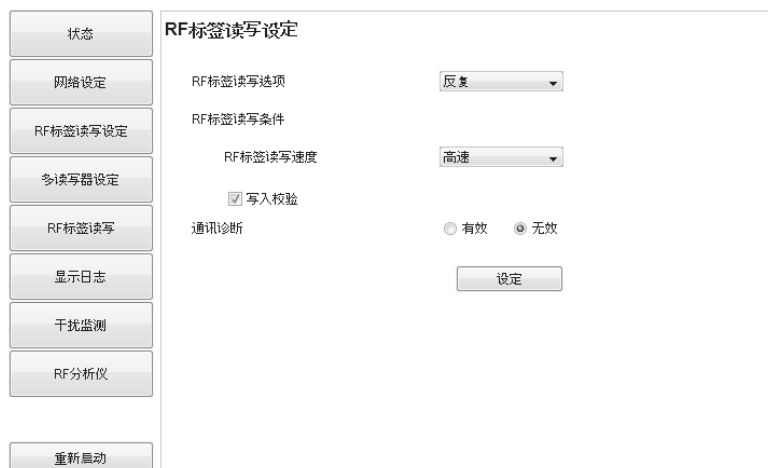 状态
网络设定
RF标签读写设定
多读写器设定
RF标签读写
显示日志
干扰监测
RF分析仪
重新启动
RF标签读写设定
RF标签读写选项 反复
RF标签读写条件
RF标签读写速度 高速
写入校验
通讯诊断 有效 无效
设定